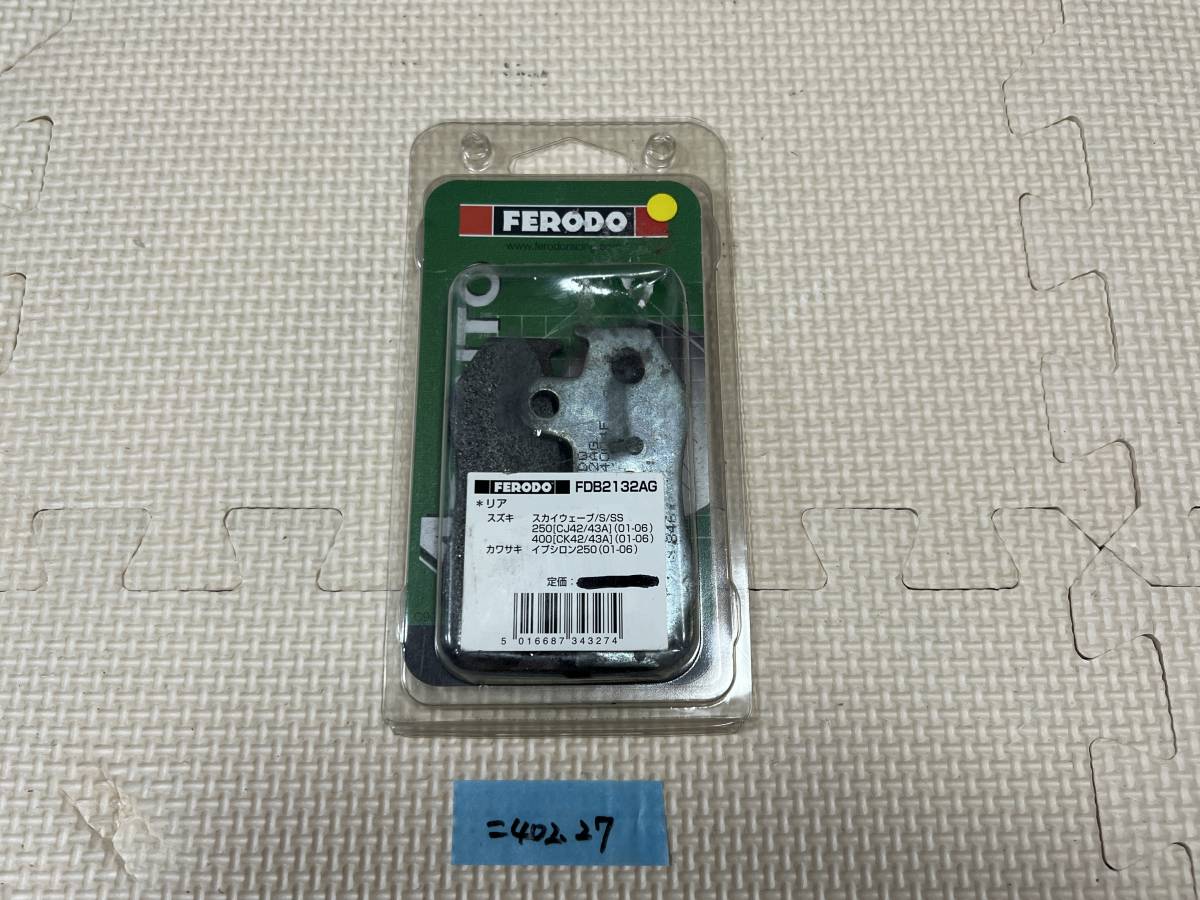 FERODO
www.ferodoracing.com
FERODO FDB2132AG
*リア
スズキ スカイウェーブ/S/SS
250[CJ42/43A](01-06)
400[CK42/43A](01-06)
カワサキ イプシロン250(01-06)
定価:
5 016687 343274
=402.27